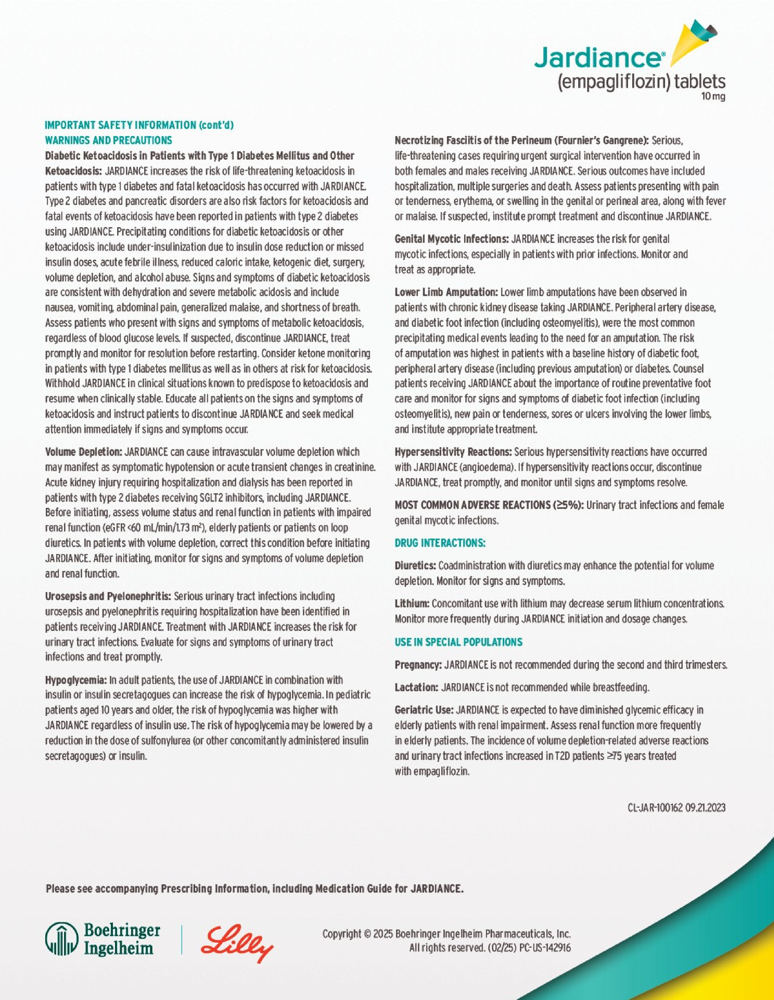 Jardiance®
(empagliflozin) tablets
10 mg
IMPORTANT SAFETY INFORMATION (cont'd)
WARNINGS AND PRECAUTIONS
Diabetic Ketoacidosis in Patients with Type 1 Diabetes Mellitus and Other
Ketoacidosis: JARDIANCE increases the risk of life-threatening ketoacidosis in
patients with type 1 diabetes and fatal ketoacidosis has occurred with JARDIANCE.
Type 2 diabetes and pancreatic disorders are also risk factors for ketoacidosis and
fatal events of ketoacidosis have been reported in patients with type 2 diabetes
using JARDIANCE. Precipitating conditions for diabetic ketoacidosis or other
ketoacidosis include under-insulinization due to insulin dose reduction or missed
insulin doses, acute febrile illness, reduced caloric intake, ketogenic diet, surgery,
volume depletion, and alcohol abuse. Signs and symptoms of diabetic ketoacidosis
are consistent with dehydration and severe metabolic acidosis and include
nausea, vomiting, abdominal pain, generalized malaise, and shortness of breath.
Assess patients who present with signs and symptoms of metabolic ketoacidosis,
regardless of blood glucose levels. If suspected, discontinue JARDIANCE, treat
promptly and monitor for resolution before restarting. Consider ketone monitoring
in patients with type 1 diabetes mellitus as well as in others at risk for ketoacidosis.
Withhold JARDIANCE in clinical situations known to predispose to ketoacidosis and
resume when clinically stable. Educate all patients on the signs and symptoms of
ketoacidosis and instruct patients to discontinue JARDIANCE and seek medical
attention immediately if signs and symptoms occur.
Volume Depletion: JARDIANCE can cause intravascular volume depletion which
may manifest as symptomatic hypotension or acute transient changes in creatinine.
Acute kidney injury requiring hospitalization and dialysis has been reported in
patients with type 2 diabetes receiving SGLT2 inhibitors, including JARDIANCE.
Before initiating, assess volume status and renal function in patients with impaired
renal function (eGFR <60 mL/min/1.73 m²), elderly patients or patients on loop
diuretics. In patients with volume depletion, correct this condition before initiating
JARDIANCE. After initiating, monitor for signs and symptoms of volume depletion
and renal function.
Urosepsis and Pyelonephritis: Serious urinary tract infections including
urosepsis and pyelonephritis requiring hospitalization have been identified in
patients receiving JARDIANCE. Treatment with JARDIANCE increases the risk for
urinary tract infections. Evaluate for signs and symptoms of urinary tract
infections and treat promptly.
Hypoglycemia: In adult patients, the use of JARDIANCE in combination with
insulin or insulin secretagogues can increase the risk of hypoglycemia. In pediatric
patients aged 10 years and older, the risk of hypoglycemia was higher with
JARDIANCE regardless of insulin use. The risk of hypoglycemia may be lowered by a
reduction in the dose of sulfonylurea (or other concomitantly administered insulin
secretagogues) or insulin.
Necrotizing Fasciitis of the Perineum (Fournier's Gangrene): Serious,
life-threatening cases requiring urgent surgical intervention have occurred in
both females and males receiving JARDIANCE. Serious outcomes have included
hospitalization, multiple surgeries and death. Assess patients presenting with pain
or tenderness, erythema, or swelling in the genital or perineal area, along with fever
or malaise. If suspected, institute prompt treatment and discontinue JARDIANCE.
Genital Mycotic Infections: JARDIANCE increases the risk for genital
mycotic infections, especially in patients with prior infections. Monitor and
treat as appropriate.
Lower Limb Amputation: Lower limb amputations have been observed in
patients with chronic kidney disease taking JARDIANCE. Peripheral artery disease,
and diabetic foot infection (including osteomyelitis), were the most common
precipitating medical events leading to the need for an amputation. The risk
of amputation was highest in patients with a baseline history of diabetic foot,
peripheral artery disease (including previous amputation) or diabetes. Counsel
patients receiving JARDIANCE about the importance of routine preventative foot
care and monitor for signs and symptoms of diabetic foot infection (including
osteomyelitis), new pain or tenderness, sores or ulcers involving the lower limbs,
and institute appropriate treatment.
Hypersensitivity Reactions: Serious hypersensitivity reactions have occurred
with JARDIANCE (angioedema). If hypersensitivity reactions occur, discontinue
JARDIANCE, treat promptly, and monitor until signs and symptoms resolve.
MOST COMMON ADVERSE REACTIONS (≥5%): Urinary tract infections and female
genital mycotic infections.
DRUG INTERACTIONS:
Diuretics: Coadministration with diuretics may enhance the potential for volume
depletion. Monitor for signs and symptoms.
Lithium: Concomitant use with lithium may decrease serum lithium concentrations.
Monitor more frequently during JARDIANCE initiation and dosage changes.
USE IN SPECIAL POPULATIONS
Pregnancy: JARDIANCE is not recommended during the second and third trimesters.
Lactation: JARDIANCE is not recommended while breastfeeding.
Geriatric Use: JARDIANCE is expected to have diminished glycemic efficacy in
elderly patients with renal impairment. Assess renal function more frequently
in elderly patients. The incidence of volume depletion-related adverse reactions
and urinary tract infections increased in T2D patients ≥75 years treated
with empagliflozin.
CL-JAR-100162 09.21.2023
Please see accompanying Prescribing Information, including Medication Guide for JARDIANCE.
Boehringer
Ingelheim
Lilly
Copyright © 2025 Boehringer Ingelheim Pharmaceuticals, Inc.
All rights reserved. (02/25) PC-US-142916